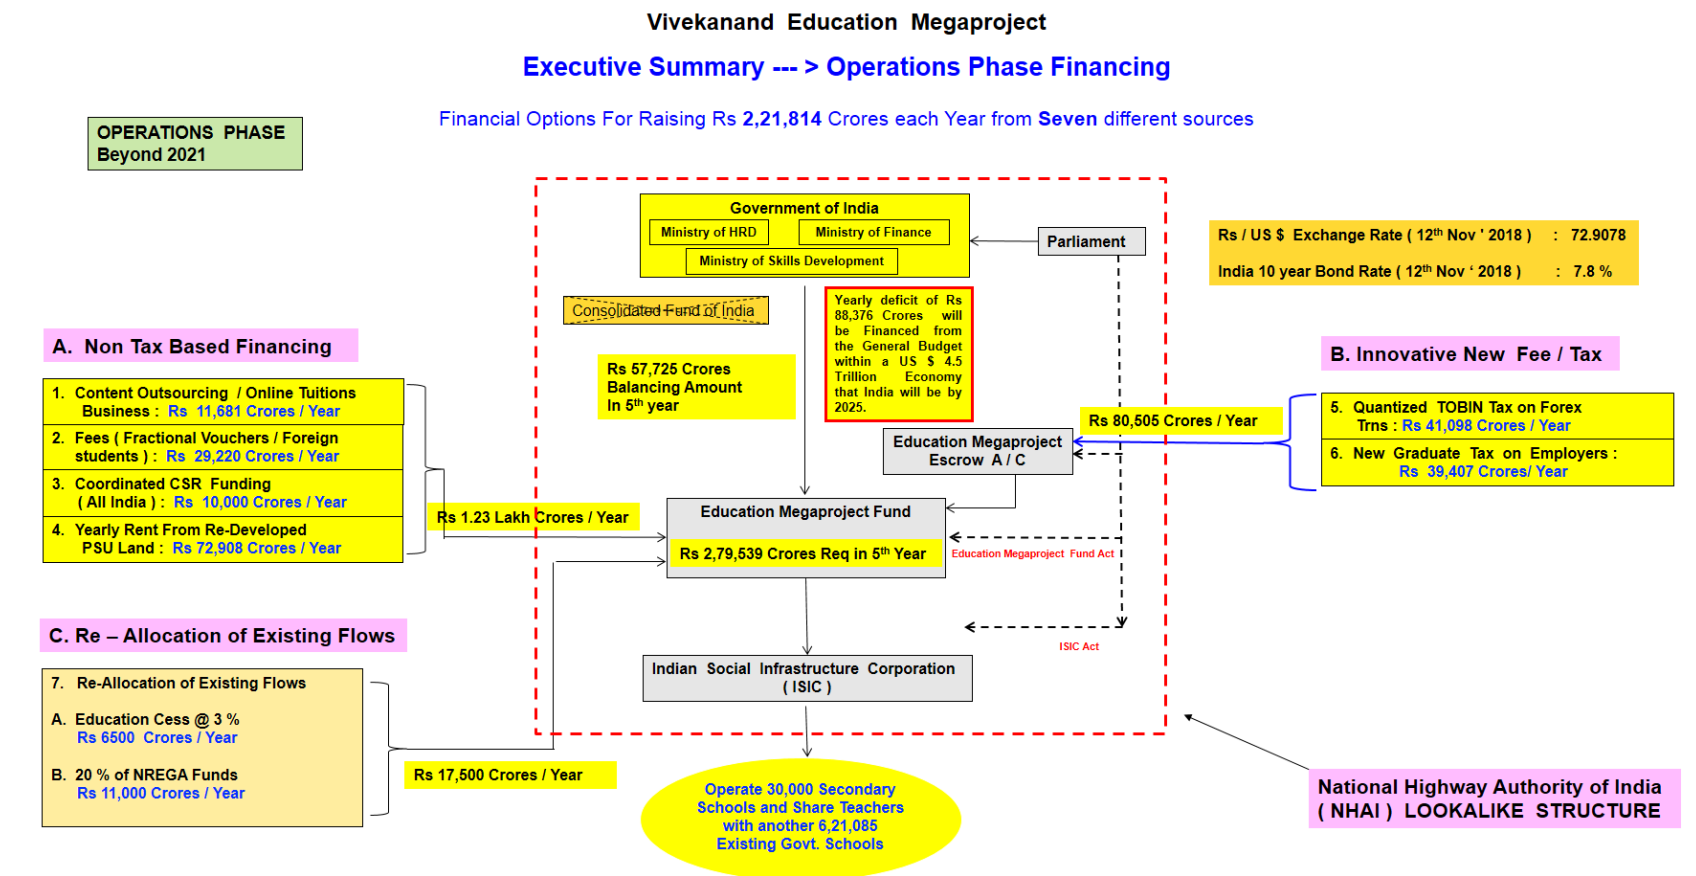 Vivekanand Education Megaproject
Executive Summary --- > Operations Phase Financing
Financial Options For Raising Rs 2,21,814 Crores each Year from Seven different sources
OPERATIONS PHASE
Beyond 2021
Government of India
Ministry of HRD
Ministry of Finance
Ministry of Skills Development
Parliament
Rs / US $ Exchange Rate ( 12th Nov ' 2018 ) : 72.9078
India 10 year Bond Rate ( 12th Nov ‘ 2018 ) : 7.8 %
Consolidated Fund of India
Yearly deficit of Rs
88,376 Crores will
be Financed from
the General Budget
within a US $ 4.5
Trillion Economy
that India will be by
2025.
Rs 57,725 Crores
Balancing Amount
In 5th year
A. Non Tax Based Financing
1. Content Outsourcing / Online Tuitions
Business : Rs 11,681 Crores / Year
2. Fees ( Fractional Vouchers / Foreign
students ) : Rs 29,220 Crores / Year
3. Coordinated CSR Funding
( All India ) : Rs 10,000 Crores / Year
4. Yearly Rent From Re-Developed
PSU Land : Rs 72,908 Crores / Year
Rs 1.23 Lakh Crores / Year
B. Innovative New Fee / Tax
5. Quantized TOBIN Tax on Forex
Trns : Rs 41,098 Crores / Year
6. New Graduate Tax on Employers :
Rs 39,407 Crores/ Year
Rs 80,505 Crores / Year
Education Megaproject
Escrow A / C
Education Megaproject Fund
Rs 2,79,539 Crores Req in 5th Year
Education Megaproject Fund Act
ISIC Act
C. Re – Allocation of Existing Flows
7. Re-Allocation of Existing Flows
A. Education Cess @ 3 %
Rs 6500 Crores / Year
B. 20 % of NREGA Funds
Rs 11,000 Crores / Year
Rs 17,500 Crores / Year
Indian Social Infrastructure Corporation
( ISIC )
Operate 30,000 Secondary
Schools and Share Teachers
with another 6,21,085
Existing Govt. Schools
National Highway Authority of India
( NHAI ) LOOKALIKE STRUCTURE